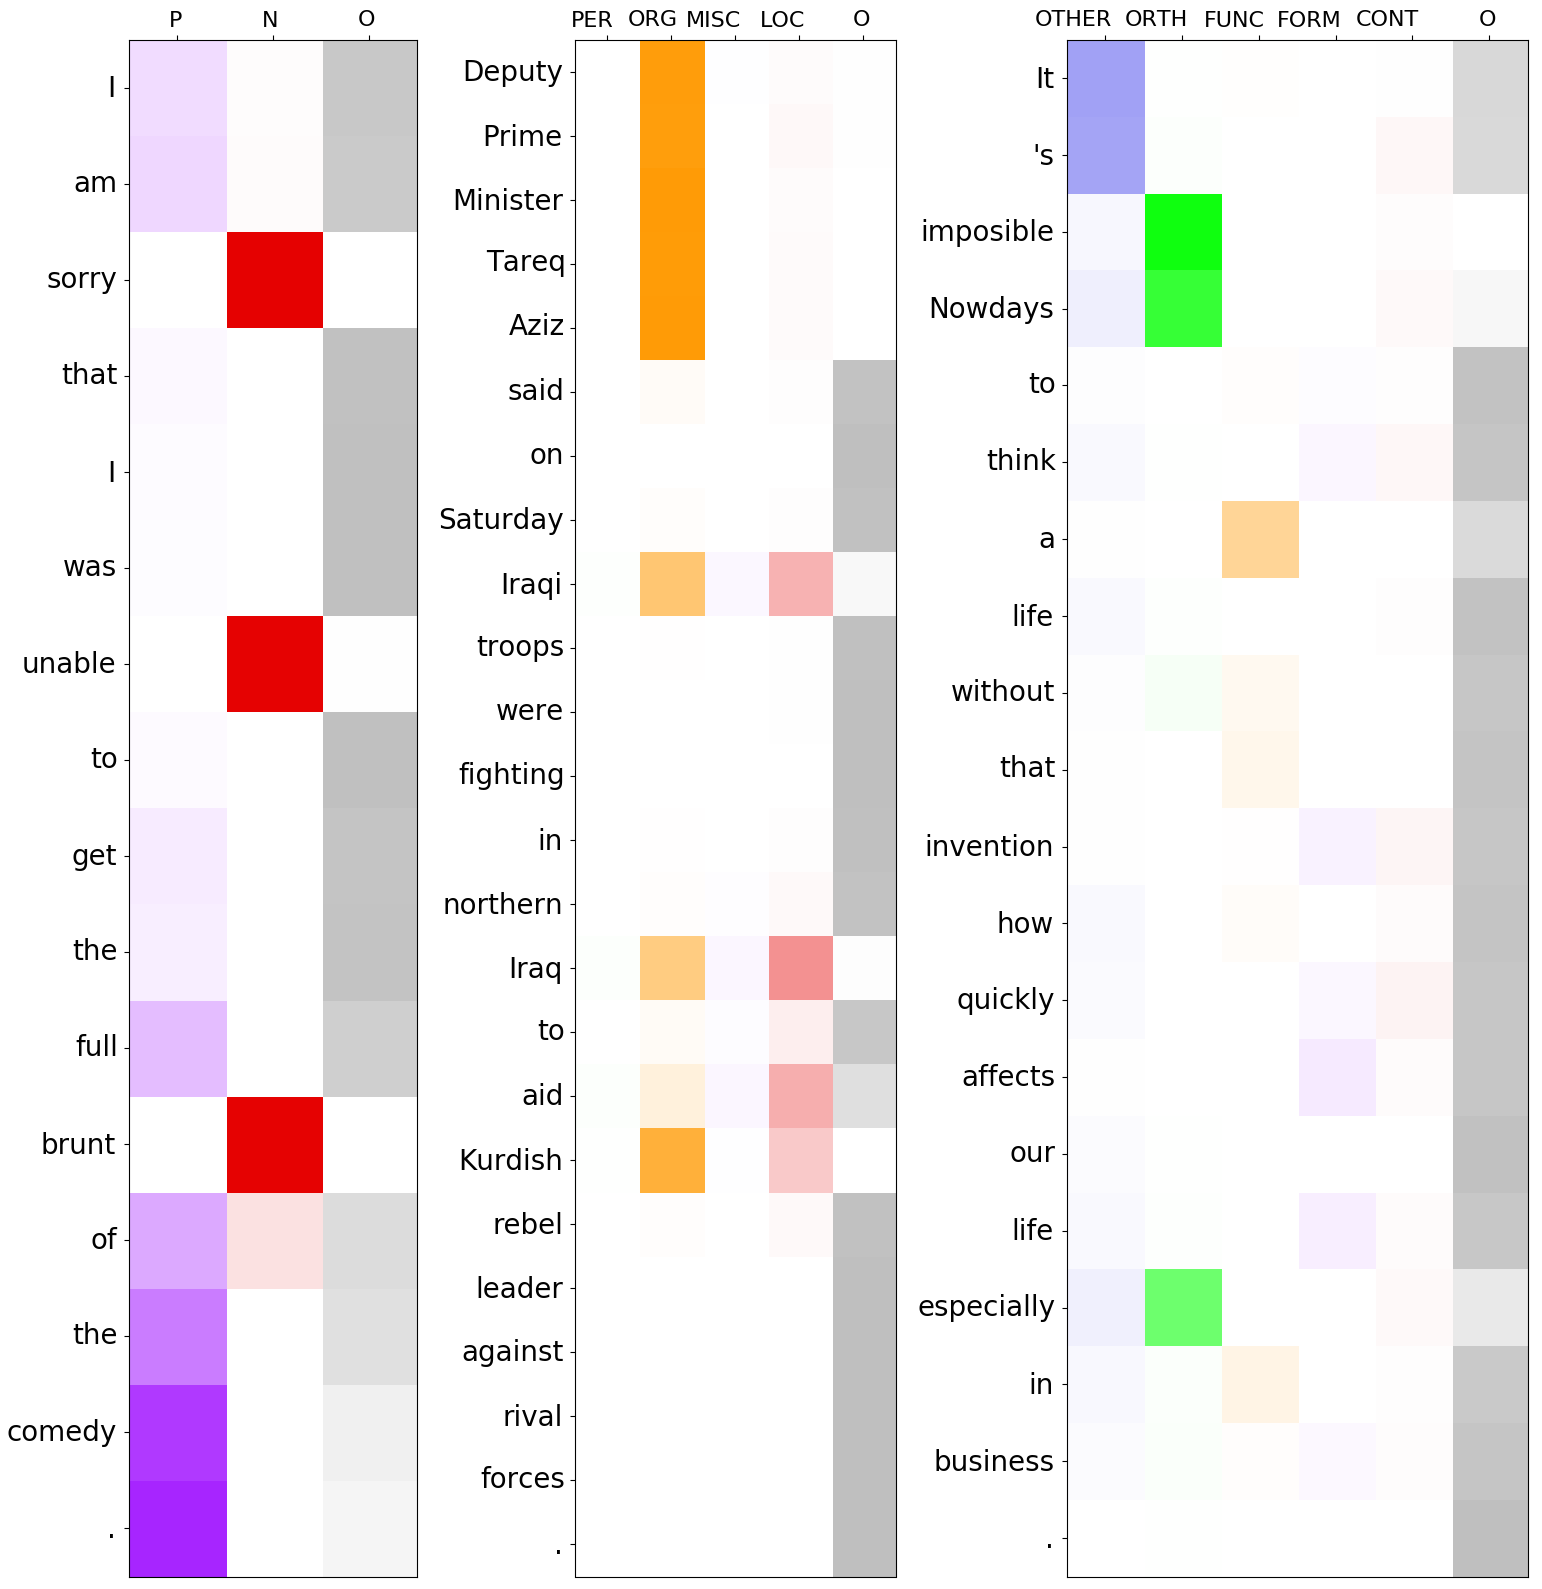 P N O
I
am
sorry
that
I
was
unable
to
get
the
full
brunt
of
the
comedy
.
PER ORG MISC LOC O
Deputy
Prime
Minister
Tareq
Aziz
said
on
Saturday
Iraqi
troops
were
fighting
in
northern
Iraq
to
aid
Kurdish
rebel
leader
against
rival
forces
.
OTHER ORTH FUNC FORM CONT O
It
's
imposible
Nowdays
to
think
a
life
without
that
invention
how
quickly
affects
our
life
especially
in
business
.